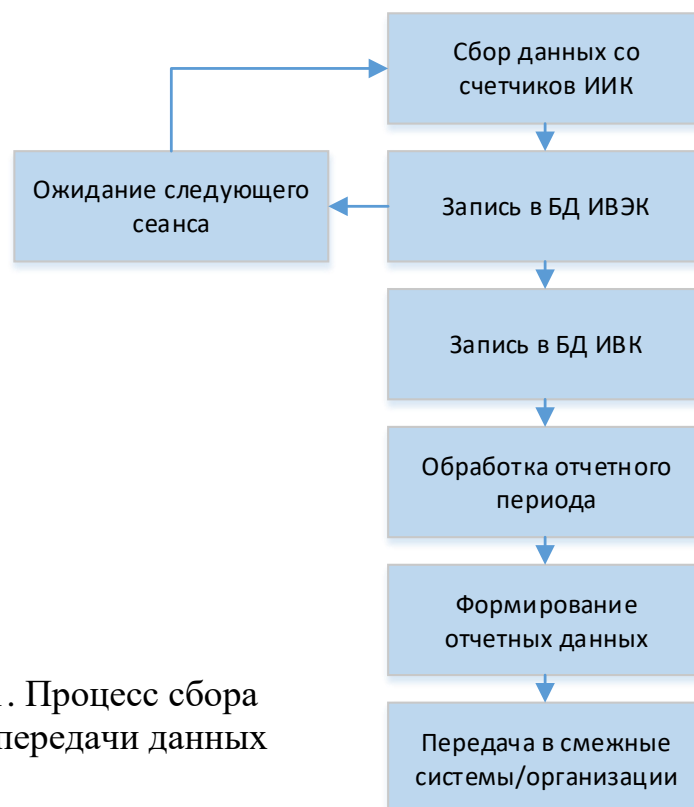 Сбор данных со
счетчиков ИИК
Ожидание следующего
сеанса
Запись в БД ИВЭК
Запись в БД ИВК
Обработка отчетного
периода
Формирование
отчетных данных
. Процесс сбора
передачи данных
Передача в смежные
системы/организации